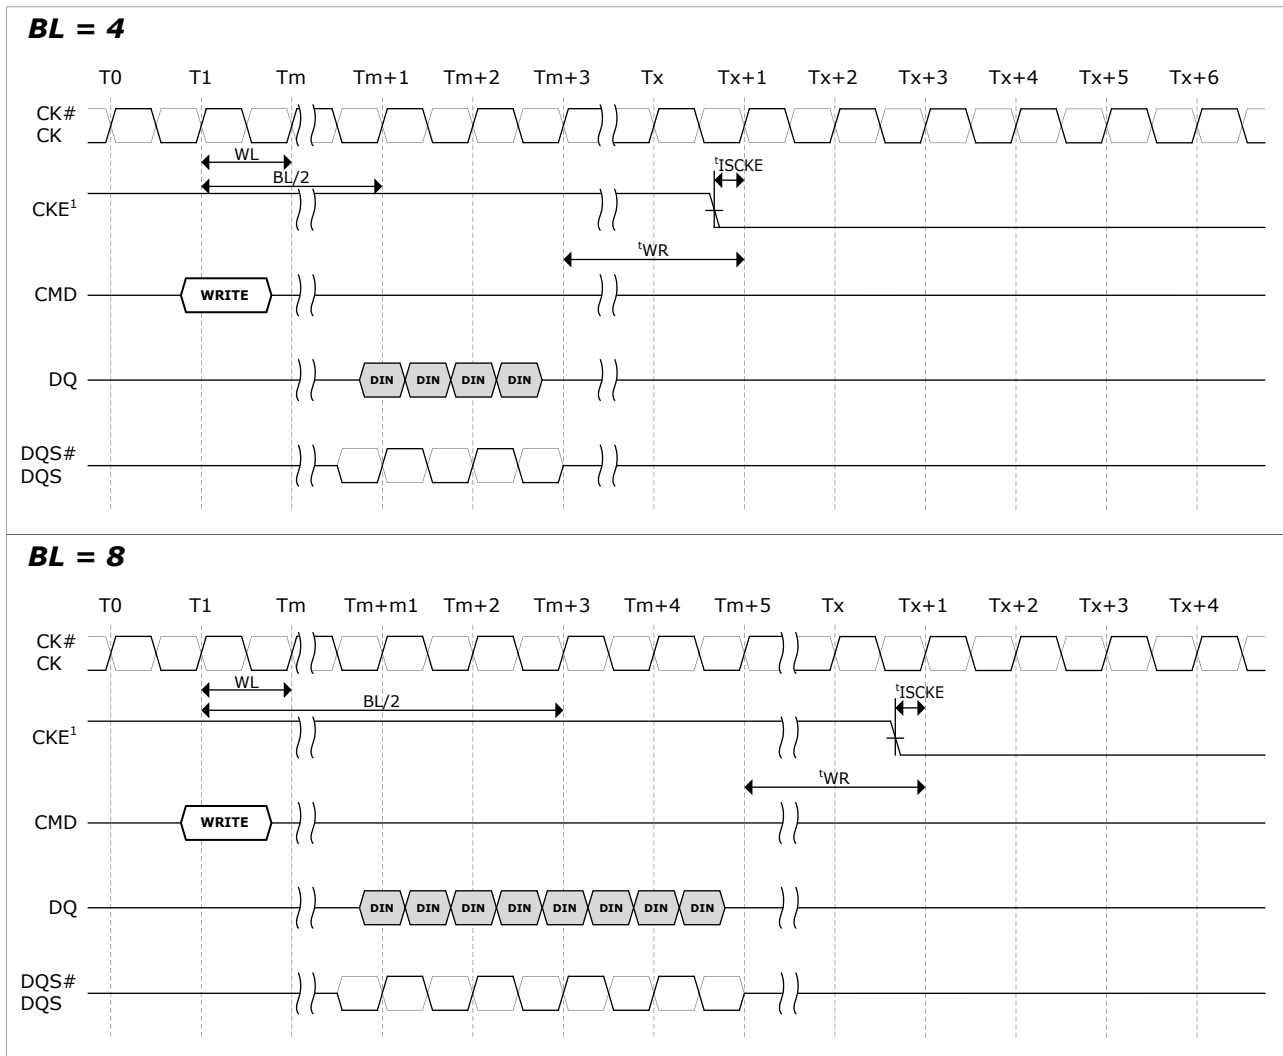 BL = 4
T0 T1 Tm Tm+1 Tm+2 Tm+3 Tx Tx+1 Tx+2 Tx+3 Tx+4 Tx+5 Tx+6
CK#
CK
WL
tISCKE
BL/2
CKE1
tWR
CMD WRITE
DQ DIN DIN DIN DIN
DQS#
DQS
BL = 8
T0 T1 Tm Tm+m1 Tm+2 Tm+3 Tm+4 Tm+5 Tx Tx+1 Tx+2 Tx+3 Tx+4
CK#
CK
WL
tISCKE
BL/2
CKE1
tWR
CMD WRITE
DQ DIN DIN DIN DIN DIN DIN DIN DIN
DQS#
DQS